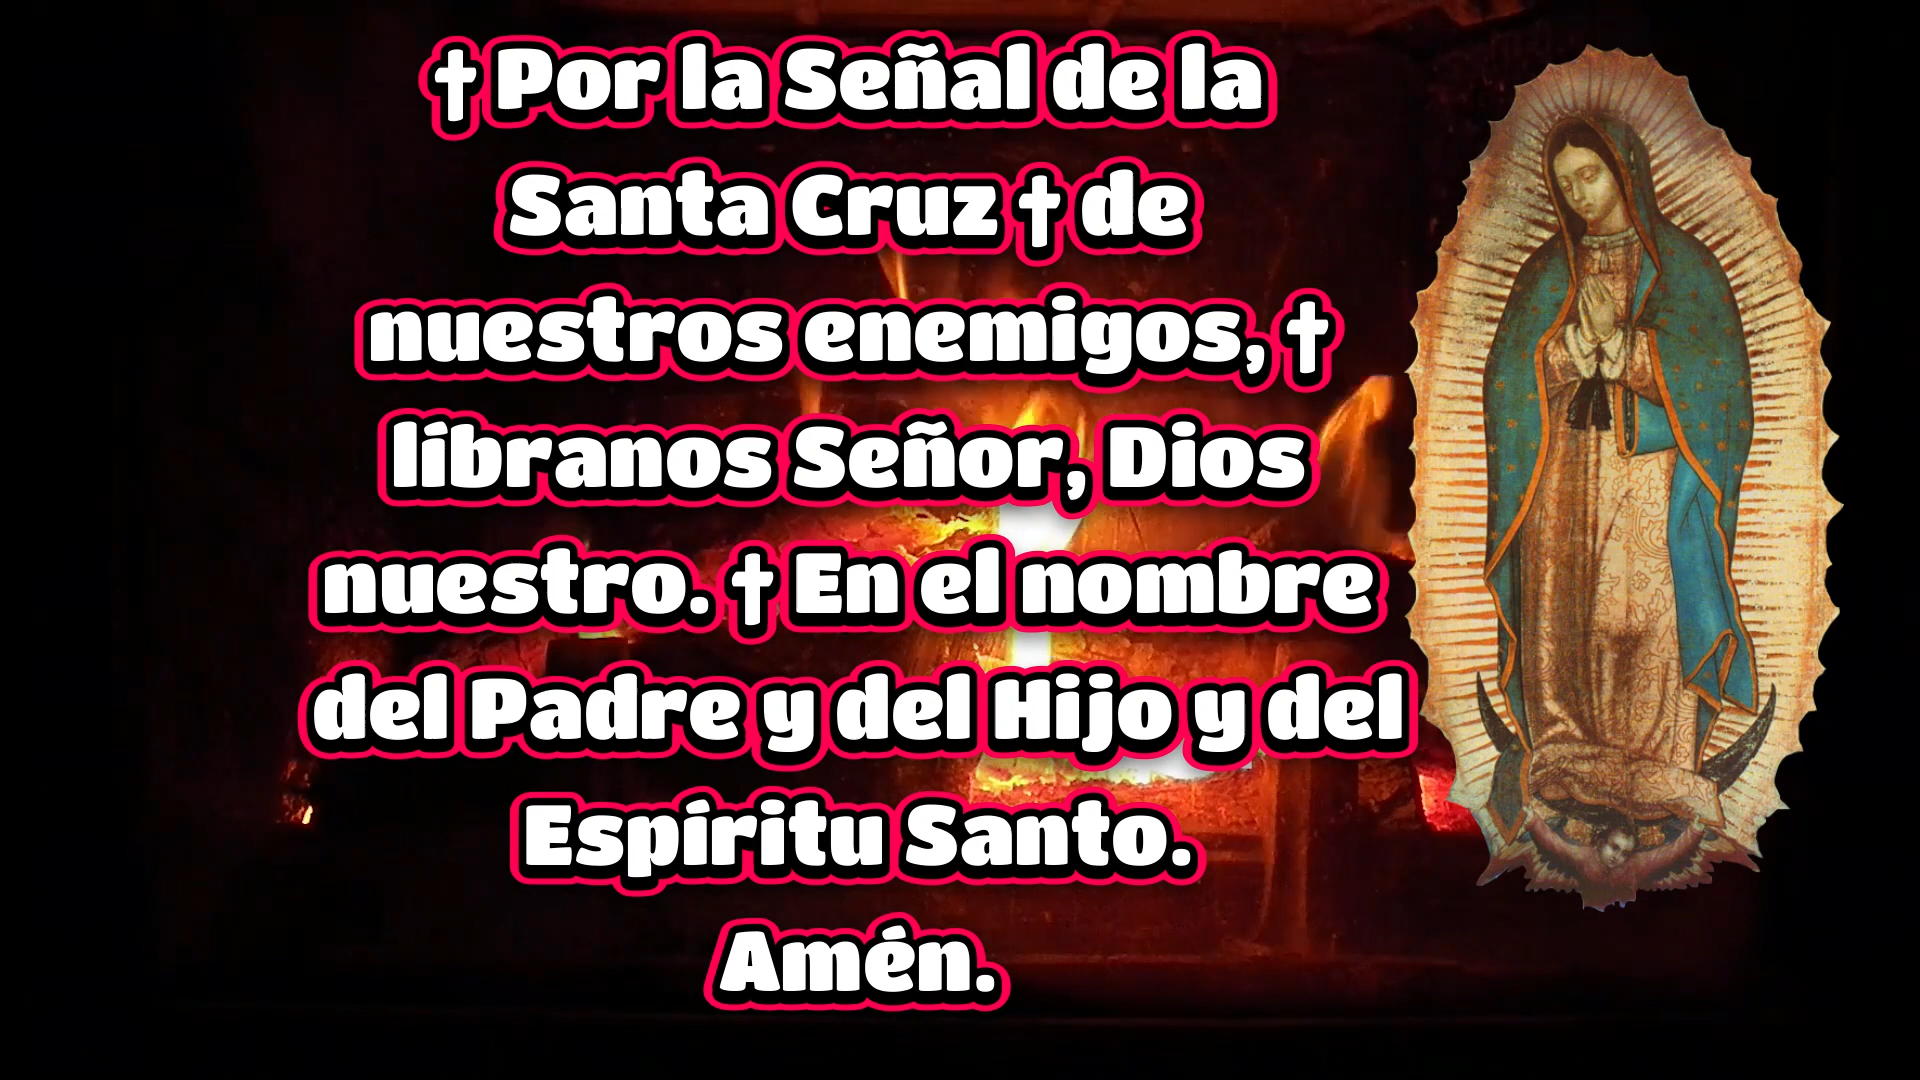 † Por la Señal de la
Santa Cruz † de
nuestros enemigos, †
líbranos Señor, Dios
nuestro. † En el nombre
del Padre y del Hijo y del
Espíritu Santo.
Amén.